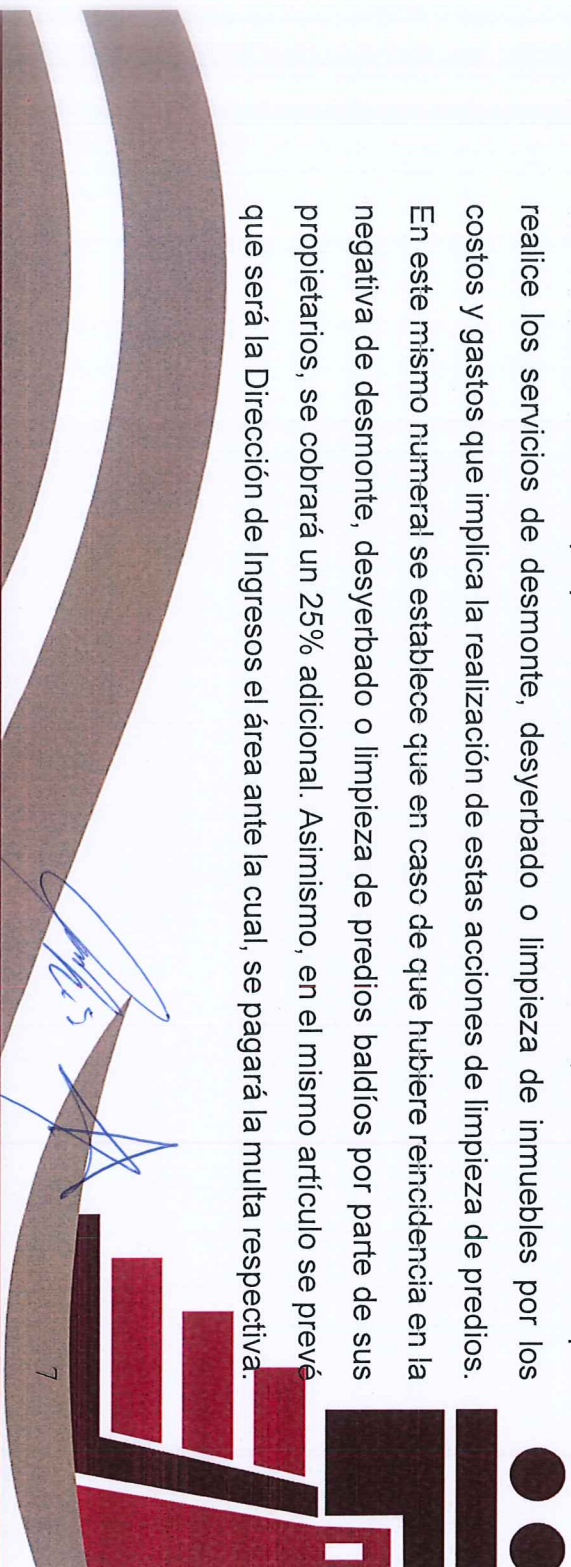 realice los servicios de desmonte, desyerbado o limpieza de inmuebles por los
costos y gastos que implica la realización de estas acciones de limpieza de predios.
En este mismo numeral se establece que en caso de que hubiere reincidencia en la
negativa de desmonte, desyerbado o limpieza de predios baldíos por parte de sus
propietarios, se cobrará un 25% adicional. Asimismo, en el mismo artículo se prevé
que será la Dirección de Ingresos el área ante la cual, se pagará la multa respectiva.
7